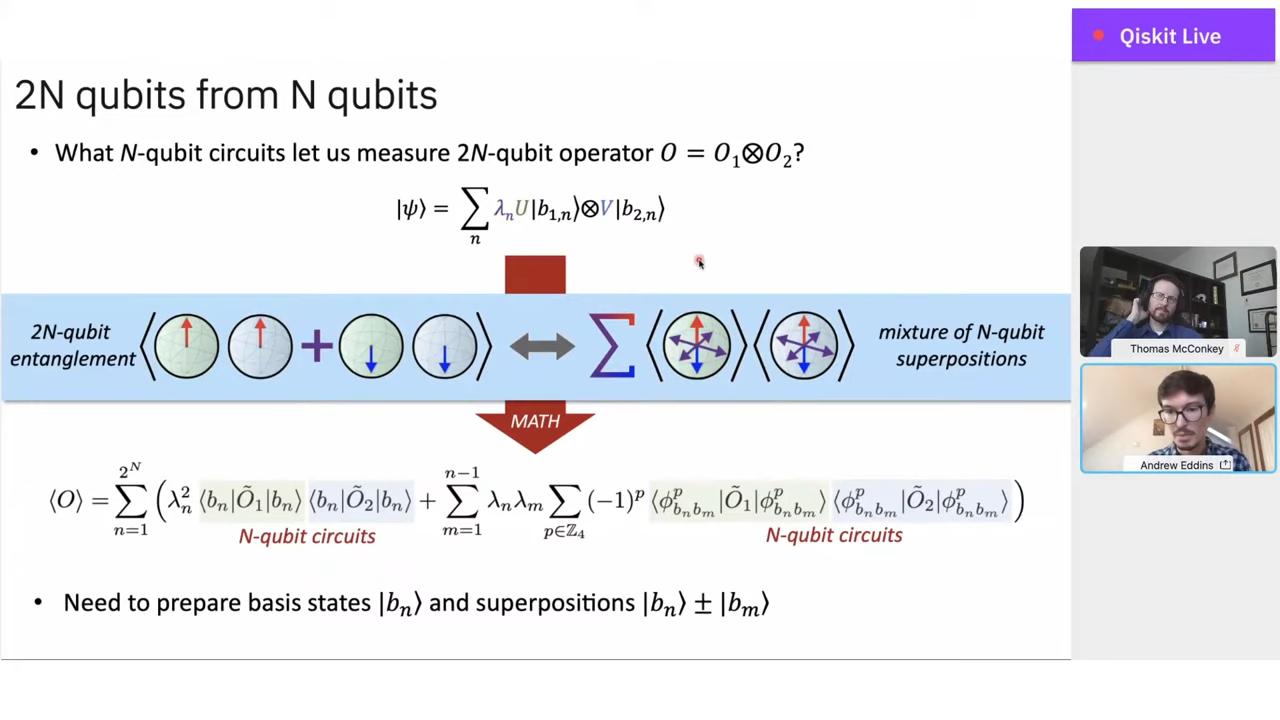 Qiskit Live
2N qubits from N qubits
• What N-qubit circuits let us measure 2N-qubit operator O = O₁⊗O₂?
|ψ⟩ = ∑ₙ λₙU|b₁,ₙ⟩⊗V|b₂,ₙ⟩
2N-qubit
entanglement
mixture of N-qubit
superpositions
MATH
⟨O⟩ = ∑_{n=1}^{2^N} (λₙ² ⟨bₙ|Õ₁|bₙ⟩ ⟨bₙ|Õ₂|bₙ⟩ + ∑_{m=1}^{n−1} λₙλₘ ∑_{p∈ℤ₄} (−1)^p ⟨ϕ^p_{bₙbₘ}|Õ₁|ϕ^p_{bₙbₘ}⟩ ⟨ϕ^p_{bₙbₘ}|Õ₂|ϕ^p_{bₙbₘ}⟩)
N-qubit circuits
N-qubit circuits
• Need to prepare basis states |bₙ⟩ and superpositions |bₙ⟩ ± |bₘ⟩
Thomas McConkey
Andrew Eddins